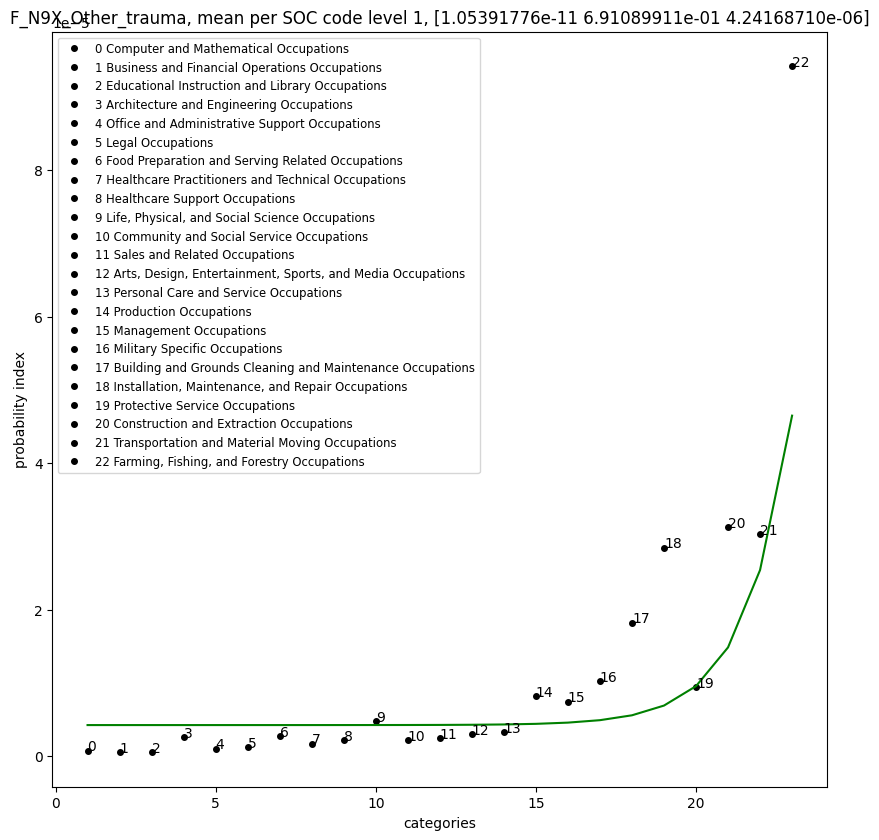 F_N9X_Other_trauma, mean per SOC code level 1, [1.05391776e-11 6.91089911e-01 4.24168710e-06]
1e-5
0 Computer and Mathematical Occupations
1 Business and Financial Operations Occupations
2 Educational Instruction and Library Occupations
3 Architecture and Engineering Occupations
4 Office and Administrative Support Occupations
5 Legal Occupations
6 Food Preparation and Serving Related Occupations
7 Healthcare Practitioners and Technical Occupations
8 Healthcare Support Occupations
9 Life, Physical, and Social Science Occupations
10 Community and Social Service Occupations
11 Sales and Related Occupations
12 Arts, Design, Entertainment, Sports, and Media Occupations
13 Personal Care and Service Occupations
14 Production Occupations
15 Management Occupations
16 Military Specific Occupations
17 Building and Grounds Cleaning and Maintenance Occupations
18 Installation, Maintenance, and Repair Occupations
19 Protective Service Occupations
20 Construction and Extraction Occupations
21 Transportation and Material Moving Occupations
22 Farming, Fishing, and Forestry Occupations
8
6
4
2
0
probability index
0
1
2
3
4
5
6
7
8
9
10
11
12
13
14
15
16
17
18
19
20
21
22
0
5
10
15
20
categories